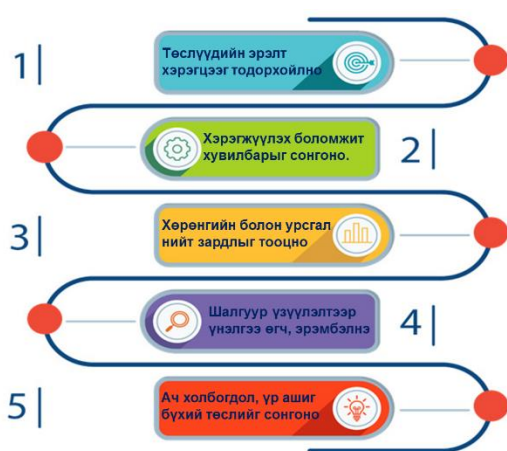 1
Төслүүдийн эрэлт
хэрэгцээг тодорхойлно
Хэрэгжүүлэх боломжит
хувилбарыг сонгоно.
2
3
Хөрөнгийн болон урсгал
нийт зардлыг тооцно
Шалгуур үзүүлэлтээр
үнэлгээ өгч, эрэмбэлнэ
4
5
Ач холбогдол, үр ашиг
бүхий төслийг сонгоно